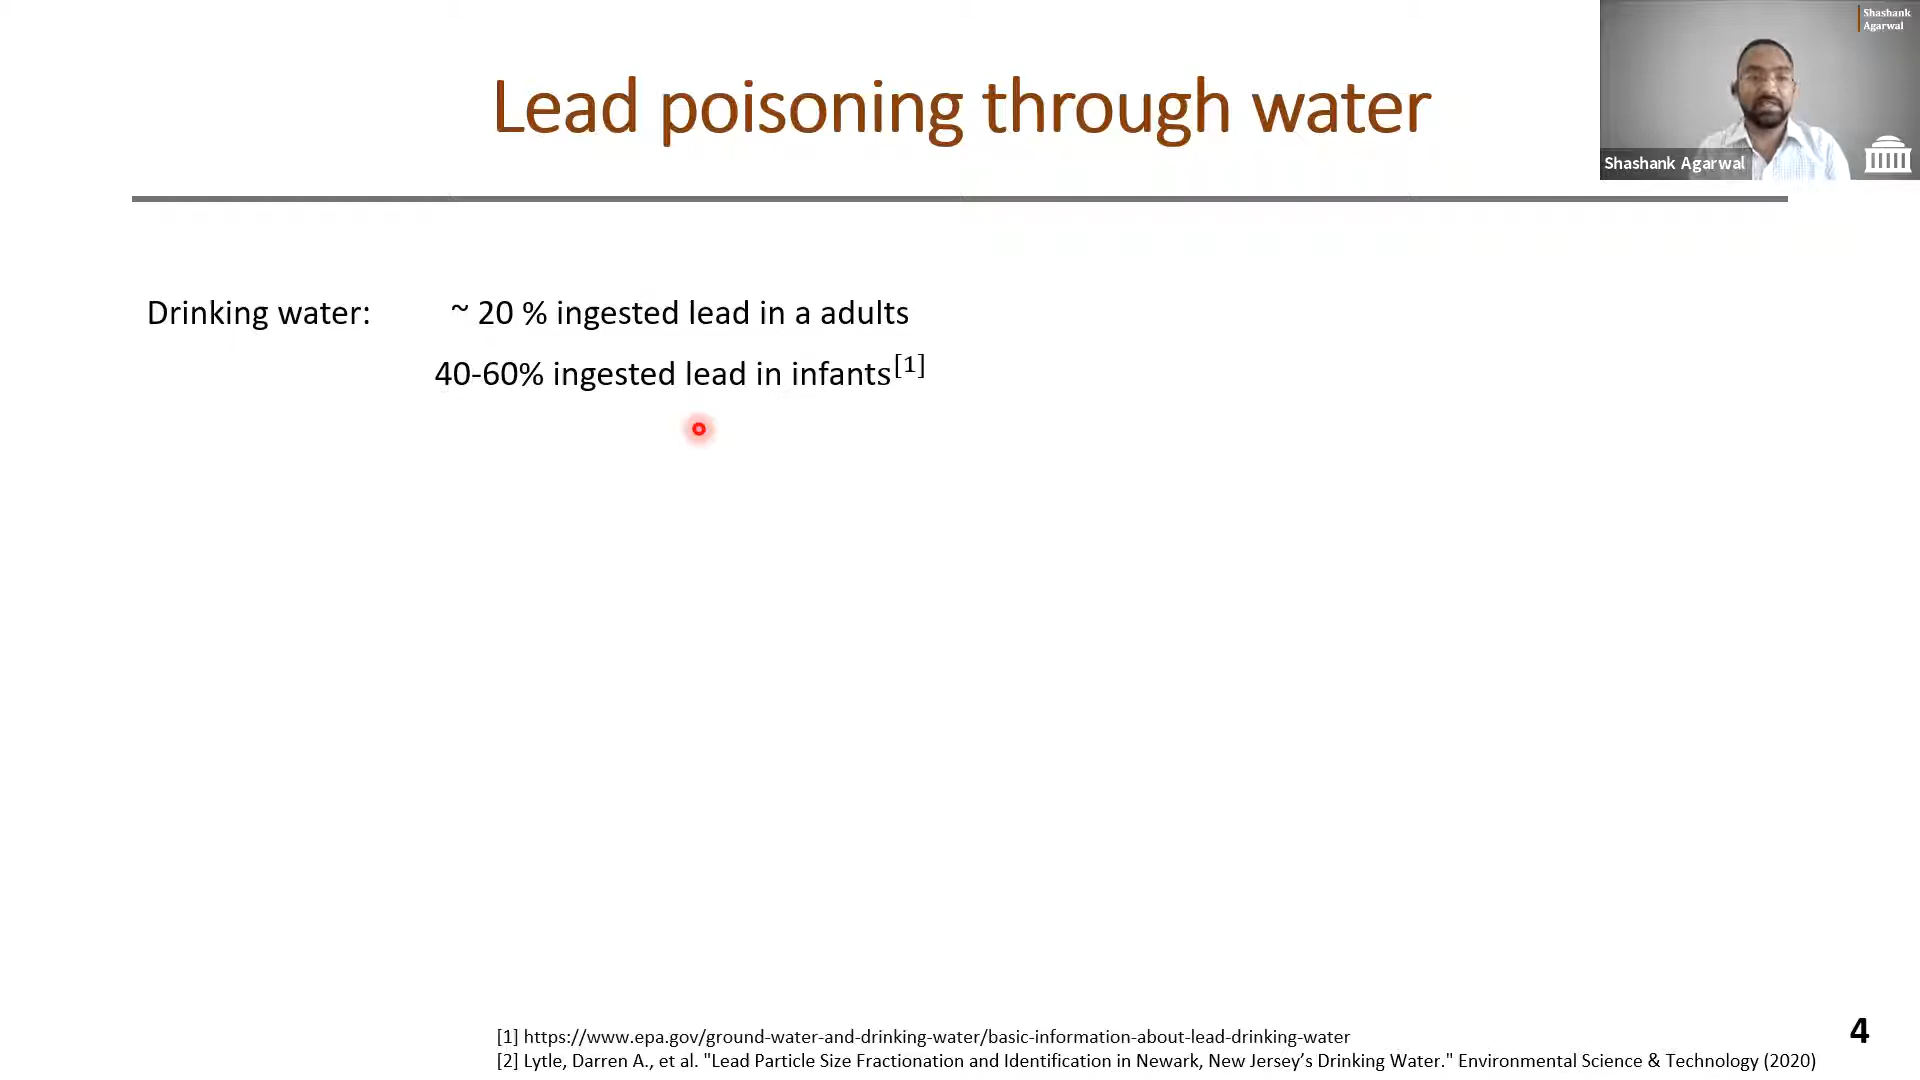 Shashank
Agarwal
Lead poisoning through water
Shashank Agarwal
Drinking water: ~ 20 % ingested lead in a adults
40-60% ingested lead in infants[1]
[1] https://www.epa.gov/ground-water-and-drinking-water/basic-information-about-lead-drinking-water
[2] Lytle, Darren A., et al. "Lead Particle Size Fractionation and Identification in Newark, New Jersey’s Drinking Water." Environmental Science & Technology (2020)
4